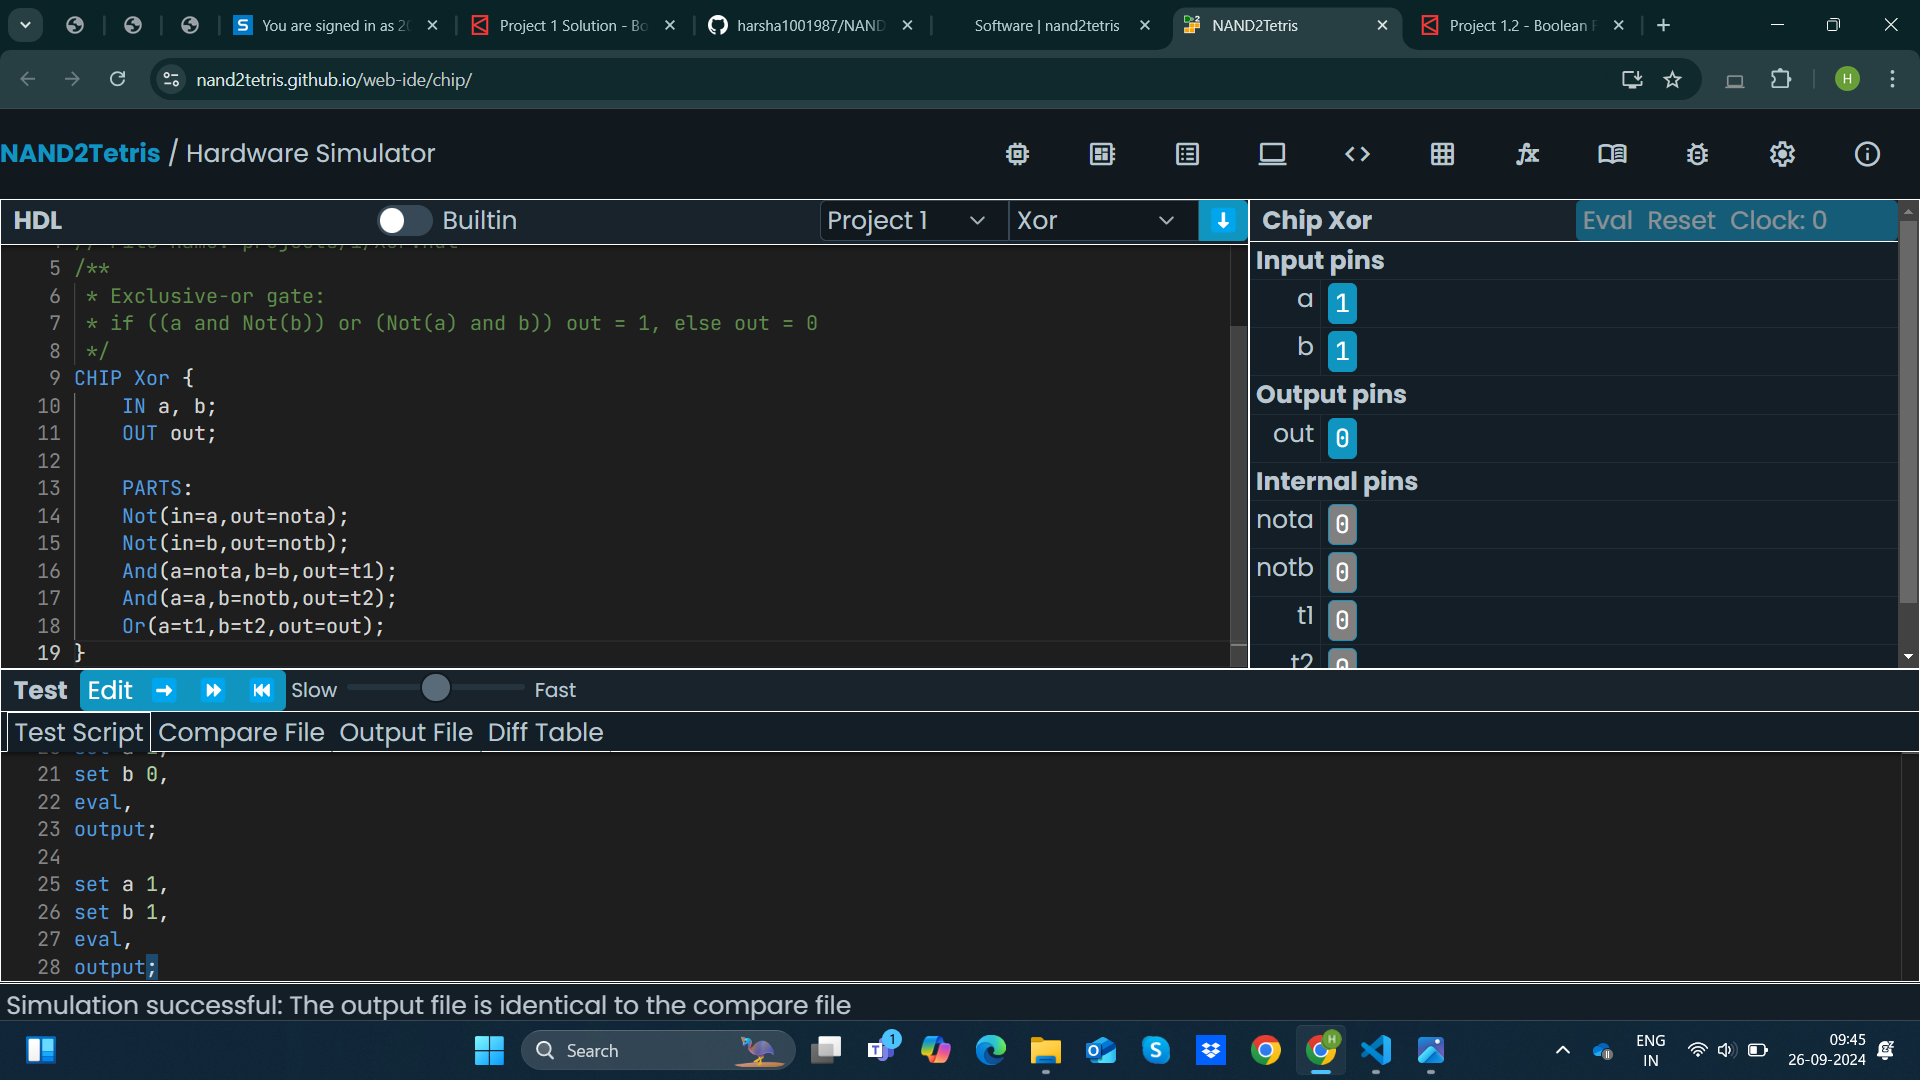 You are signed in as 20
Project 1 Solution - Bo
harsha1001987/NAND
Software | nand2tetris
NAND2Tetris
Project 1.2 - Boolean F
nand2tetris.github.io/web-ide/chip/
H
NAND2Tetris / Hardware Simulator
HDL
Builtin
Project 1
Xor
5 /**
6 * Exclusive-or gate:
7 * if ((a and Not(b)) or (Not(a) and b)) out = 1, else out = 0
8 */
9 CHIP Xor {
10 IN a, b;
11 OUT out;
12
13 PARTS:
14 Not(in=a,out=nota);
15 Not(in=b,out=notb);
16 And(a=nota,b=b,out=t1);
17 And(a=a,b=notb,out=t2);
18 Or(a=t1,b=t2,out=out);
19 }
Chip Xor
Eval Reset Clock: 0
Input pins
a 1
b 1
Output pins
out 0
Internal pins
nota 0
notb 0
t1 0
t2 0
Test Edit Slow Fast
Test Script Compare File Output File Diff Table
21 set b 0,
22 eval,
23 output;
24
25 set a 1,
26 set b 1,
27 eval,
28 output;
Simulation successful: The output file is identical to the compare file
Search
1
H
ENG
IN
09:45
26-09-2024